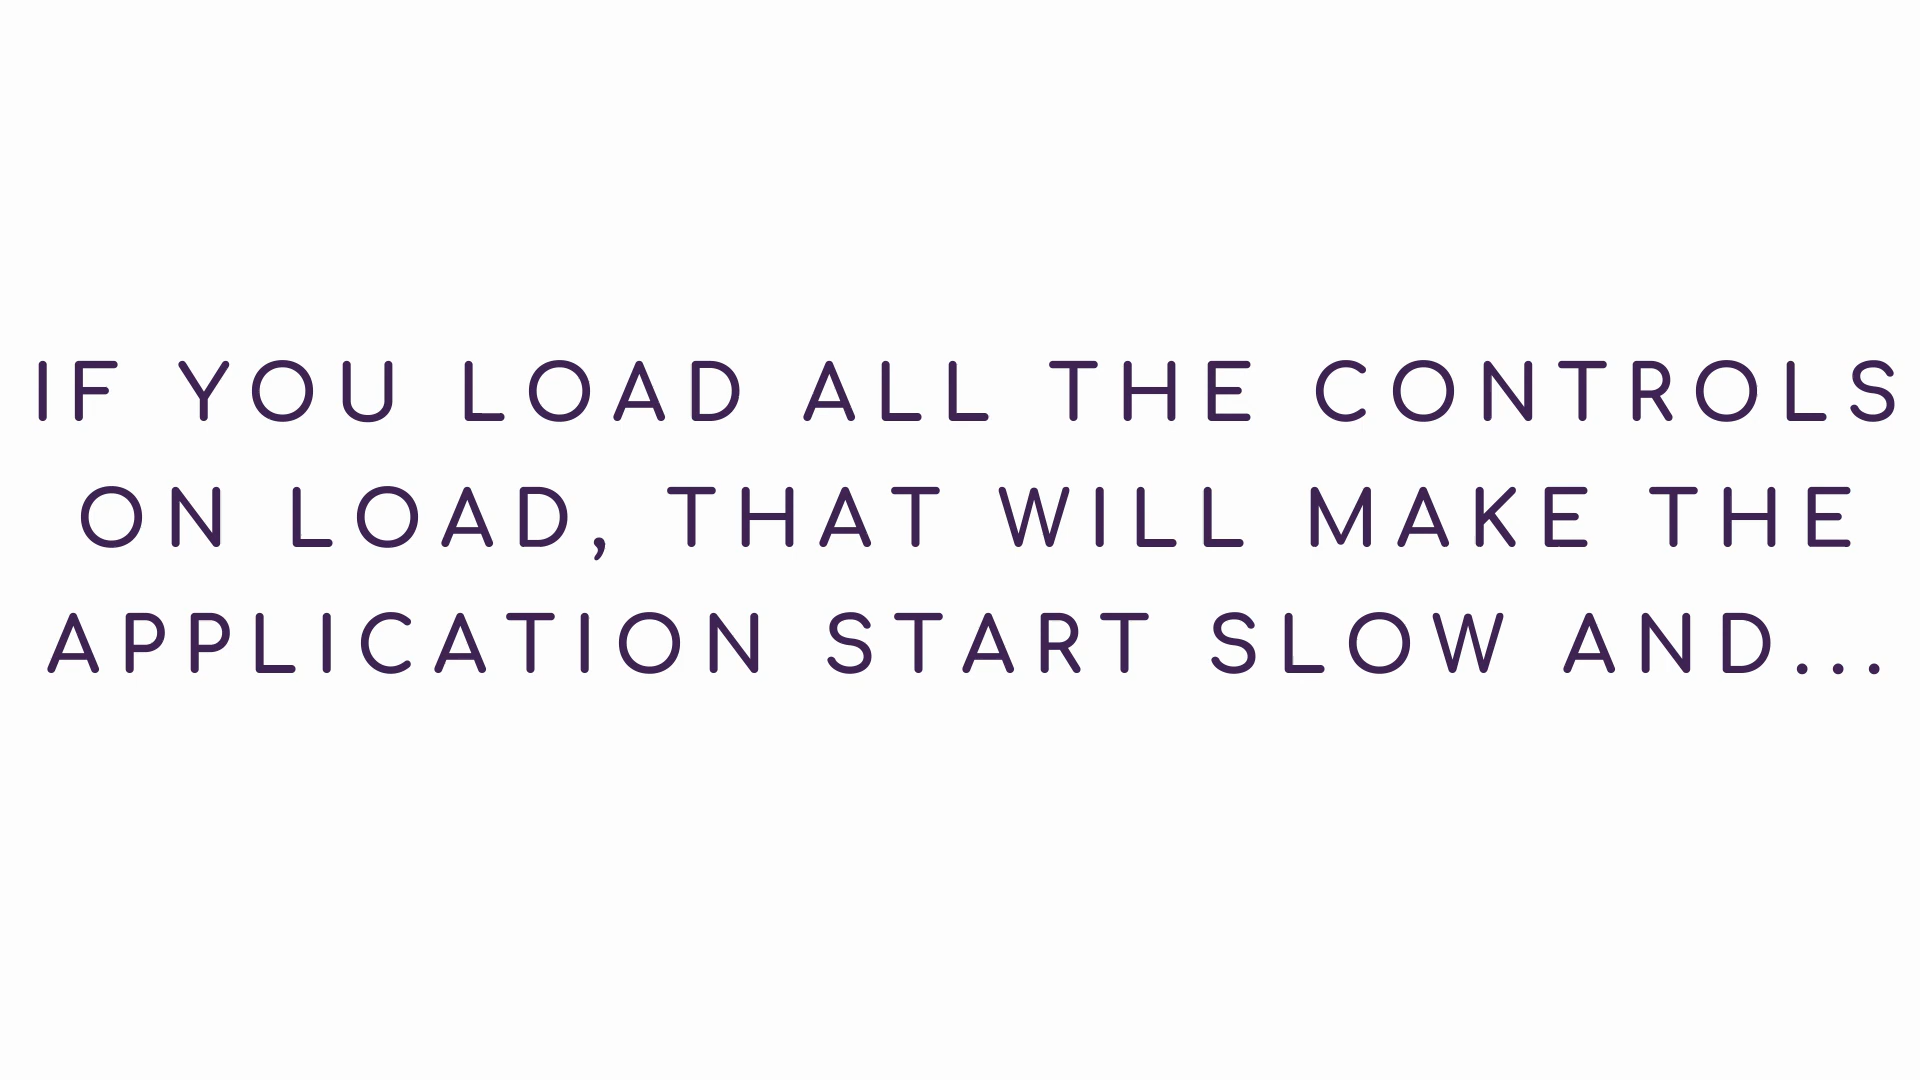 IF YOU LOAD ALL THE CONTROLS
ON LOAD, THAT WILL MAKE THE
APPLICATION START SLOW AND...